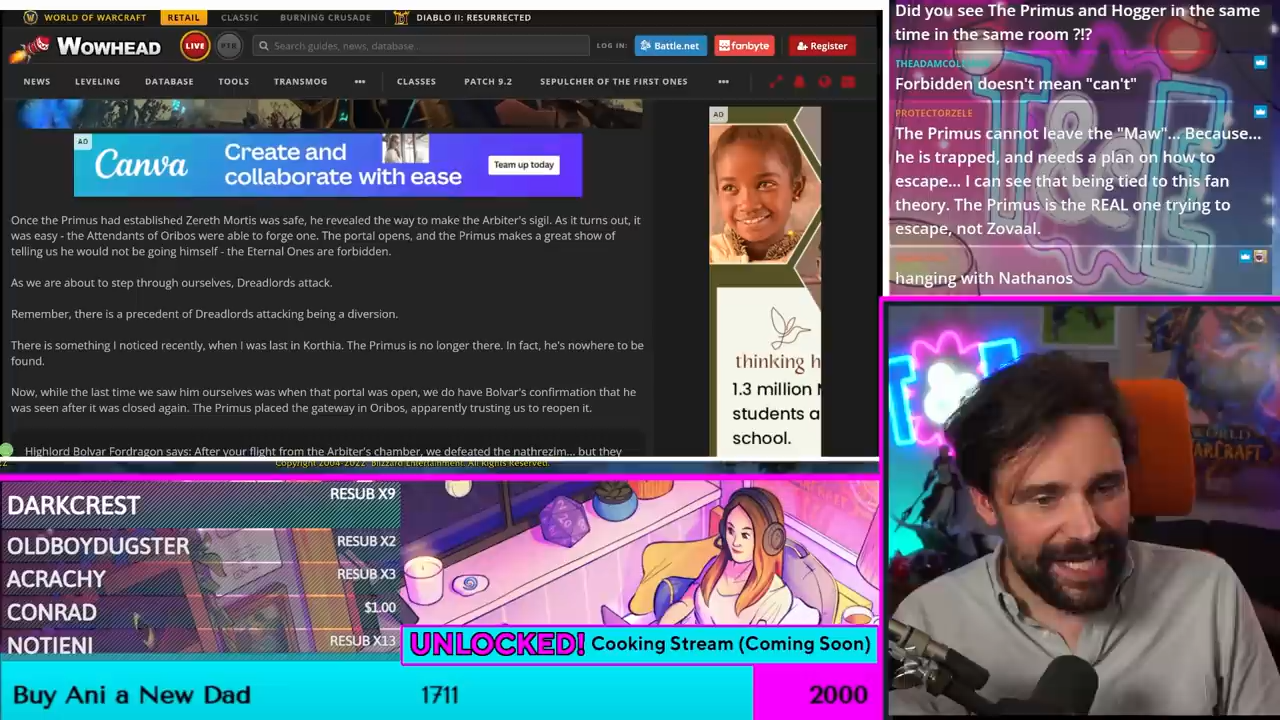 WORLD OF WARCRAFT RETAIL CLASSIC BURNING CRUSADE DIABLO II: RESURRECTED
WOWHEAD LIVE PTR Search guides, news, database... LOG IN: Battle.net fanbyte Register
NEWS LEVELING DATABASE TOOLS TRANSMOG ••• CLASSES PATCH 9.2 SEPULCHER OF THE FIRST ONES •••
AD
Canva
Create and
collaborate with ease
Team up today
Once the Primus had established Zereth Mortis was safe, he revealed the way to make the Arbiter's sigil. As it turns out, it
was easy - the Attendants of Oribos were able to forge one. The portal opens, and the Primus makes a great show of
telling us he would not be going himself - the Eternal Ones are forbidden.
As we are about to step through ourselves, Dreadlords attack.
Remember, there is a precedent of Dreadlords attacking being a diversion.
There is something I noticed recently, when I was last in Korthia. The Primus is no longer there. In fact, he's nowhere to be
found.
Now, while the last time we saw him ourselves was when that portal was open, we do have Bolvar's confirmation that he
was seen after it was closed again. The Primus placed the gateway in Oribos, apparently trusting us to reopen it.
Highlord Bolvar Fordragon says: After your flight from the Arbiter's chamber, we defeated the nathrezim... but they
Copyright 2004-2022 Blizzard Entertainment. All Rights Reserved.
AD
thinking h
1.3 million
students a
school.
Did you see The Primus and Hogger in the same
time in the same room ?!?
Forbidden doesn't mean "can't"
PROTECTORZELE
The Primus cannot leave the "Maw"... Because...
he is trapped, and needs a plan on how to
escape... I can see that being tied to this fan
theory. The Primus is the REAL one trying to
escape, not Zovaal.
hanging with Nathanos
DARKCREST RESUB X9
OLDBOYDUGSTER RESUB X2
ACRACHY RESUB X3
CONRAD $1.00
NOTIENI RESUB X13
UNLOCKED! Cooking Stream (Coming Soon)
Buy Ani a New Dad 1711 2000